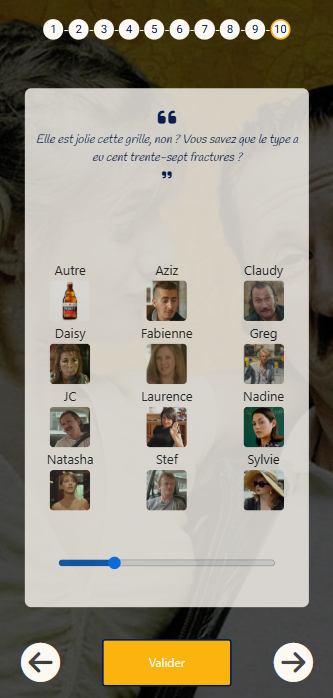 1 2 3 4 5 6 7 8 9 10
❝
Elle est jolie cette grille, non ? Vous savez que le type a
eu cent trente-sept fractures ?
❞
Autre Aziz Claudy
Daisy Fabienne Greg
JC Laurence Nadine
Natasha Stef Sylvie
Valider